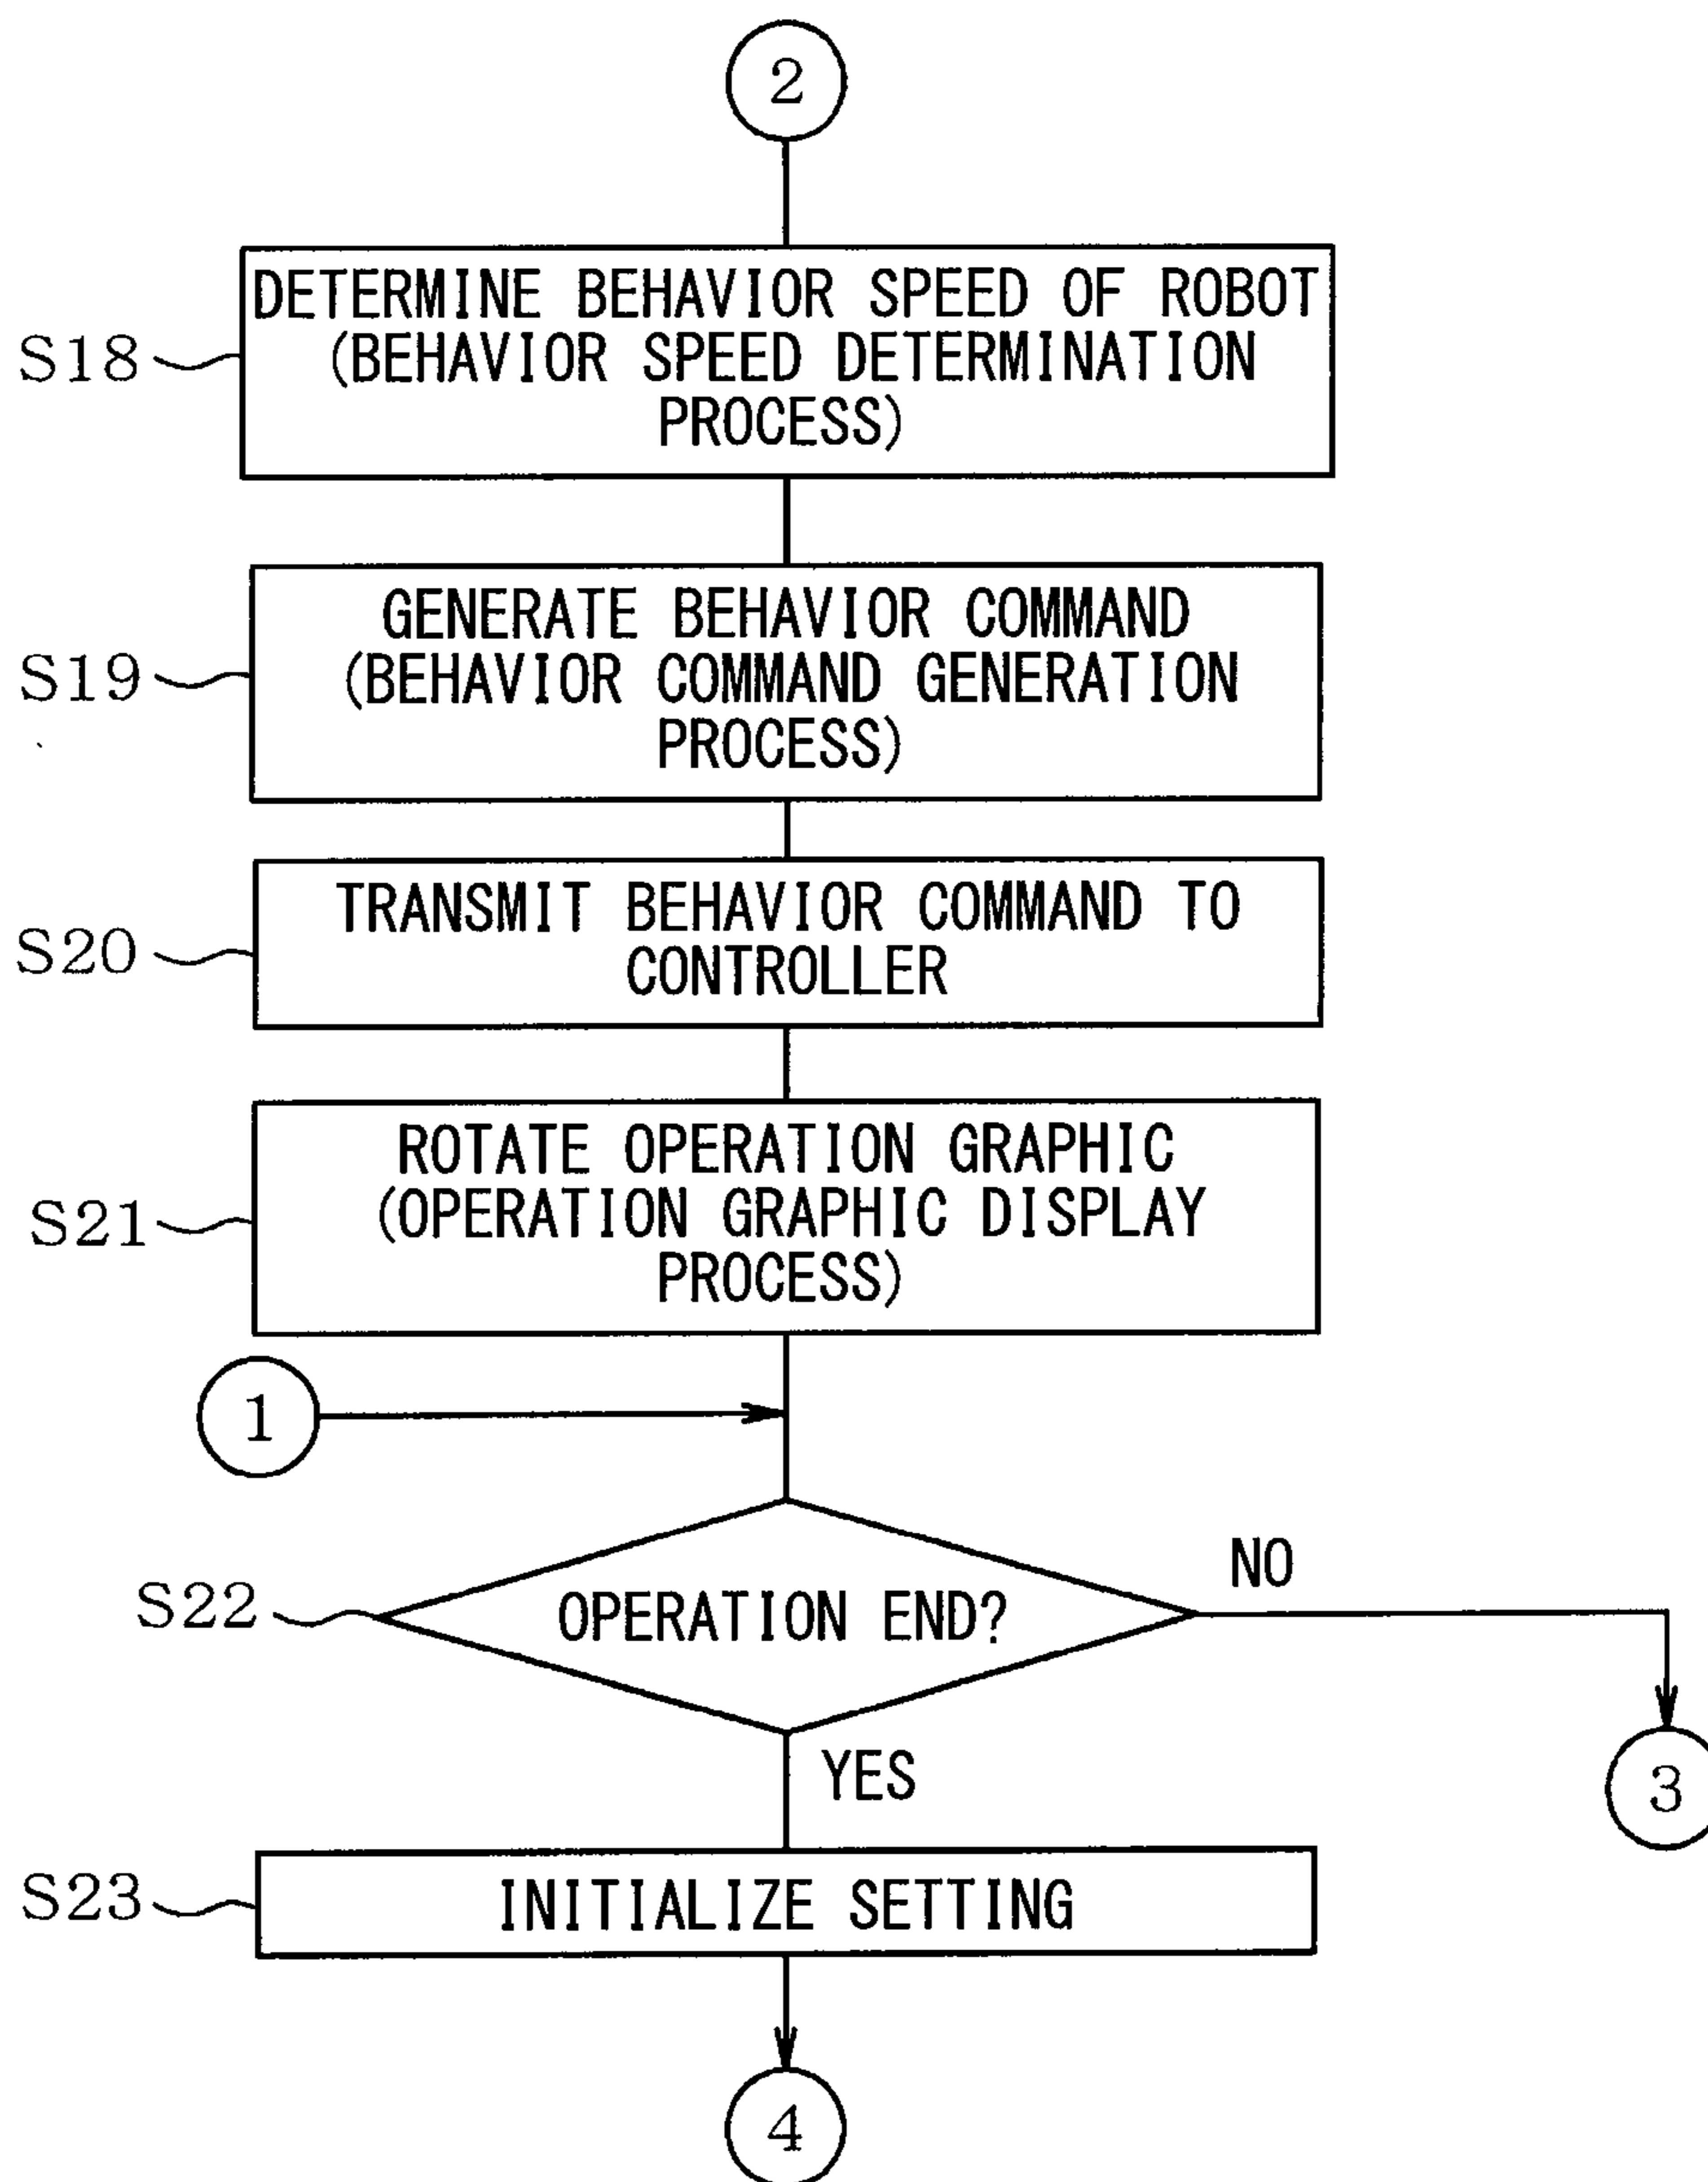 2
S18
DETERMINE BEHAVIOR SPEED OF ROBOT
(BEHAVIOR SPEED DETERMINATION
PROCESS)
S19
GENERATE BEHAVIOR COMMAND
(BEHAVIOR COMMAND GENERATION
PROCESS)
S20
TRANSMIT BEHAVIOR COMMAND TO
CONTROLLER
S21
ROTATE OPERATION GRAPHIC
(OPERATION GRAPHIC DISPLAY
PROCESS)
1
S22
OPERATION END?
NO
YES
3
S23
INITIALIZE SETTING
4